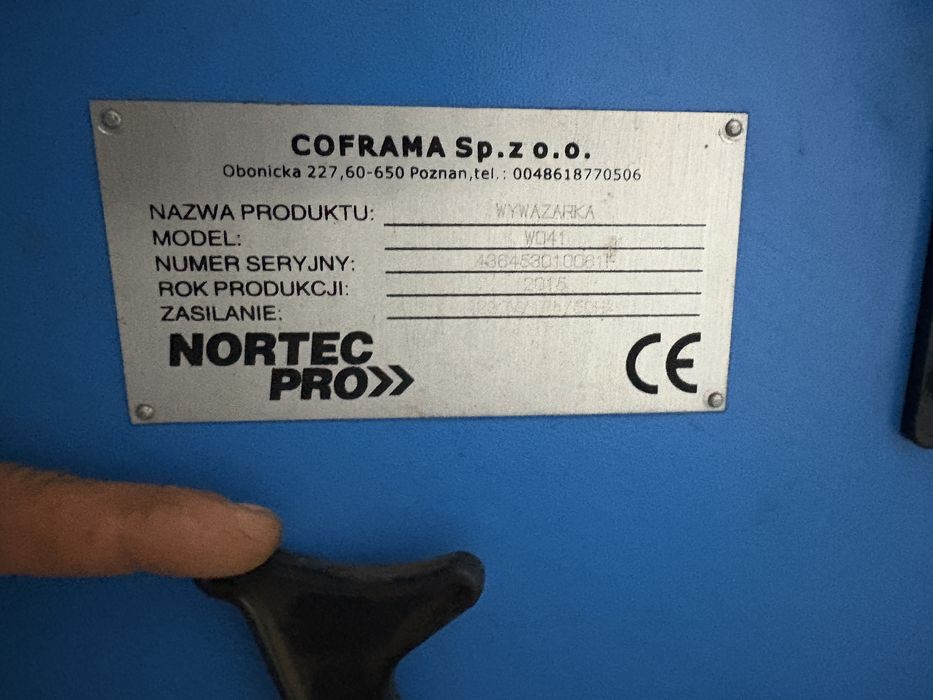 COFRAMA Sp.z o.o.
Obonicka 227,60-650 Poznan,tel.: 0048618770506
NAZWA PRODUKTU: WYWAZARKA
MODEL: W041
NUMER SERYJNY:
ROK PRODUKCJI: 2015
ZASILANIE:
NORTEC
PRO
CE